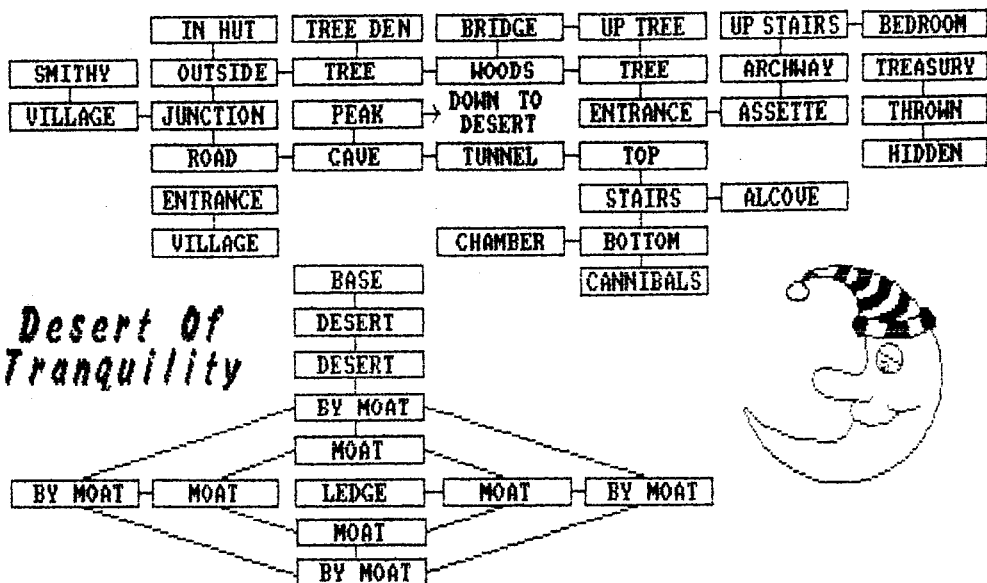 IN HUT TREE DEN BRIDGE UP TREE UP STAIRS BEDROOM
SMITHY OUTSIDE TREE WOODS TREE ARCHWAY TREASURY
VILLAGE JUNCTION PEAK DOWN TO DESERT ENTRANCE ASSETTE THROWN
ROAD CAVE TUNNEL TOP HIDDEN
ENTRANCE STAIRS ALCOVE
VILLAGE CHAMBER BOTTOM
BASE CANNIBALS
Desert Of
Tranquility
DESERT
DESERT
BY MOAT
MOAT
BY MOAT MOAT LEDGE MOAT BY MOAT
MOAT
BY MOAT